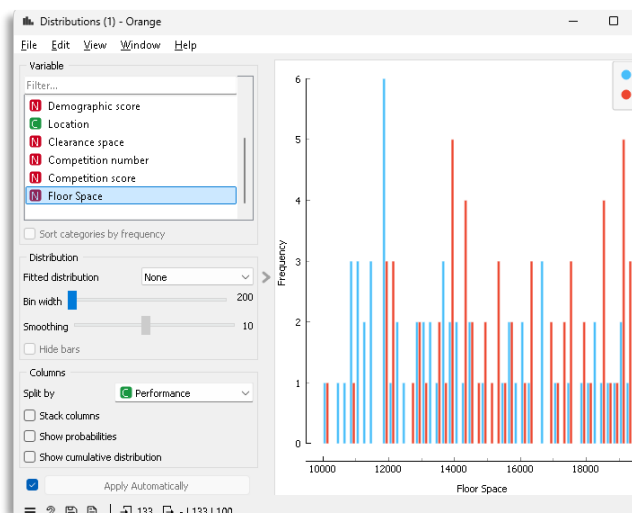 Distributions (1) - Orange
File Edit View Window Help
Variable
Filter...
N Demographic score
C Location
N Clearance space
N Competition number
N Competition score
N Floor Space
Sort categories by frequency
Distribution
Fitted distribution None
Bin width 200
Smoothing 10
Hide bars
Columns
Split by C Performance
Stack columns
Show probabilities
Show cumulative distribution
Apply Automatically
133 - | 133 | 100
6
5
4
3
2
1
0
Frequency
10000 12000 14000 16000 18000
Floor Space